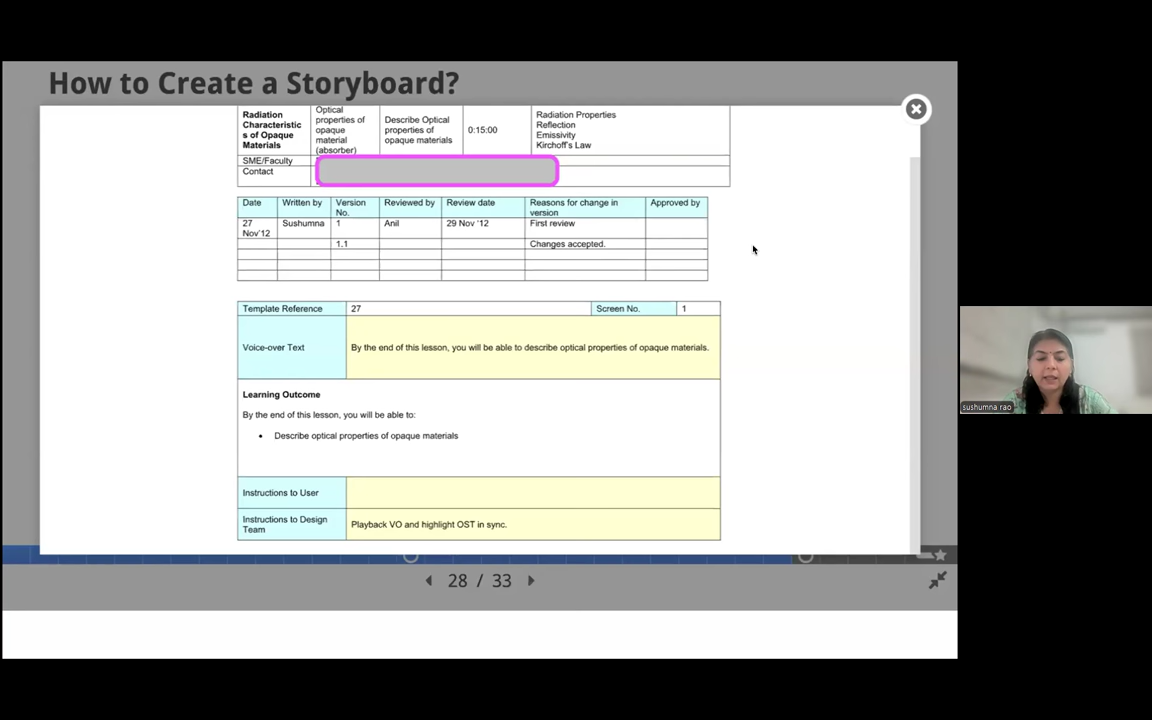 How to Create a Storyboard?
Radiation
Characteristic
s of Opaque
Materials
Optical
properties of
opaque
material
(absorber)
Describe Optical
properties of
opaque materials
0:15:00
Radiation Properties
Reflection
Emissivity
Kirchoff's Law
SME/Faculty
Contact
Date
Written by
Version
No.
Reviewed by
Review date
Reasons for change in
version
Approved by
27
Nov'12
Sushumna
1
Anil
29 Nov '12
First review
1.1
Changes accepted.
Template Reference
27
Screen No.
1
Voice-over Text
By the end of this lesson, you will be able to describe optical properties of opaque materials.
Learning Outcome
By the end of this lesson, you will be able to:
• Describe optical properties of opaque materials
Instructions to User
Instructions to Design
Team
Playback VO and highlight OST in sync.
28 / 33
sushumna rao